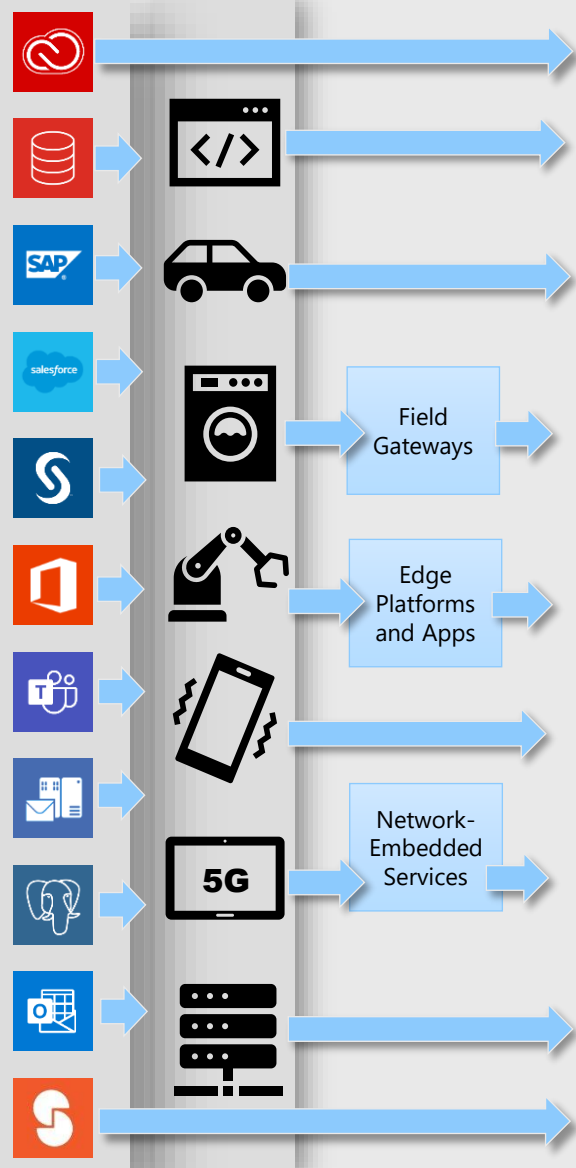 </>
SAP
salesforce
Field
Gateways
Edge
Platforms
and Apps
T
Network-
Embedded
Services
5G
O